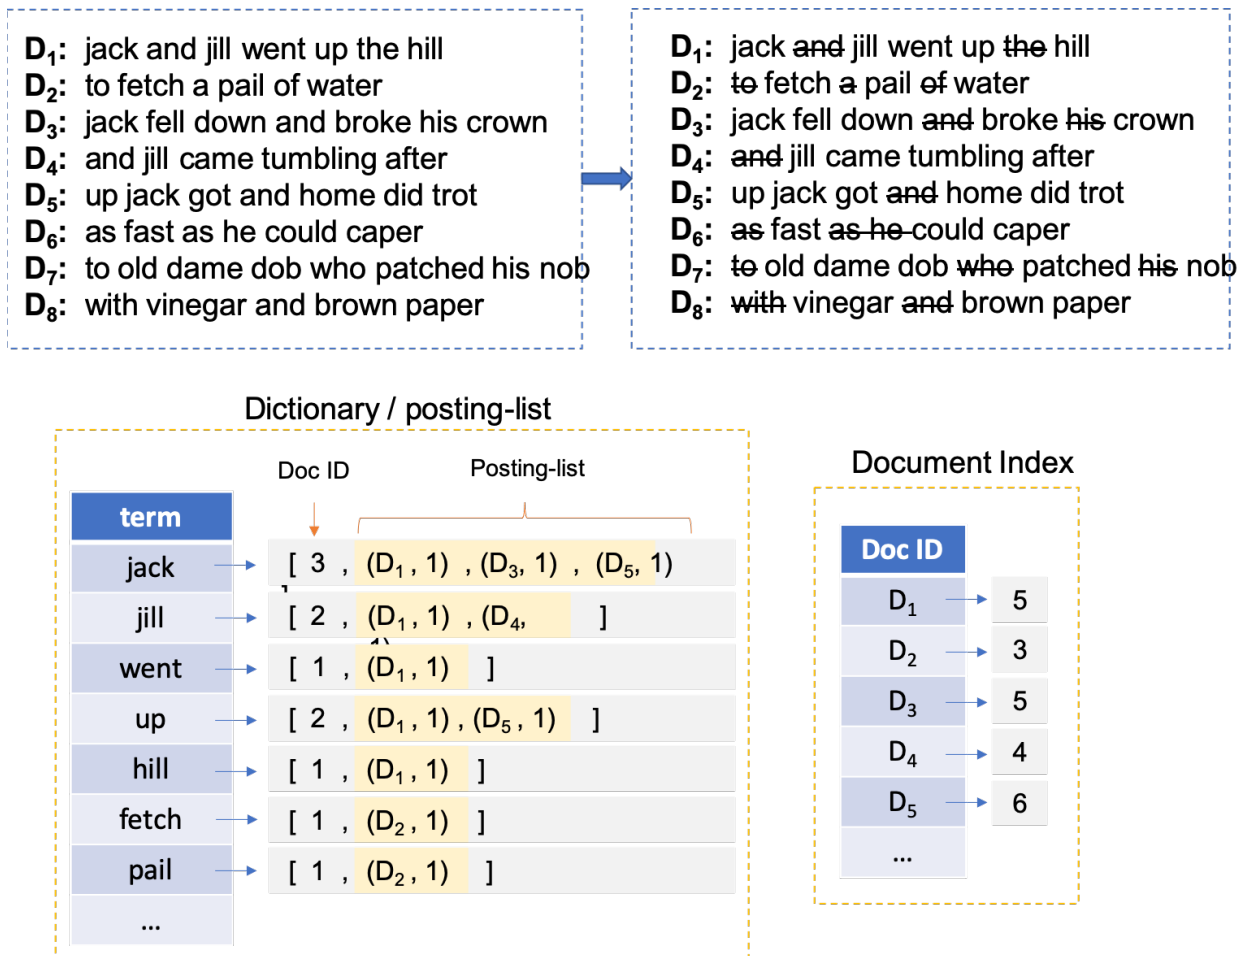 D1: jack and jill went up the hill
D2: to fetch a pail of water
D3: jack fell down and broke his crown
D4: and jill came tumbling after
D5: up jack got and home did trot
D6: as fast as he could caper
D7: to old dame dob who patched his nob
D8: with vinegar and brown paper
D1: jack and jill went up the hill
D2: to fetch a pail of water
D3: jack fell down and broke his crown
D4: and jill came tumbling after
D5: up jack got and home did trot
D6: as fast as he could caper
D7: to old dame dob who patched his nob
D8: with vinegar and brown paper
Dictionary / posting-list
Doc ID
Posting-list
term
jack [ 3 , (D1 , 1) , (D3, 1) , (D5, 1)
]
jill [ 2 , (D1 , 1) , (D4, ]
1)
went [ 1 , (D1 , 1) ]
up [ 2 , (D1 , 1) , (D5 , 1) ]
hill [ 1 , (D1 , 1) ]
fetch [ 1 , (D2 , 1) ]
pail [ 1 , (D2 , 1) ]
...
Document Index
Doc ID
D1 5
D2 3
D3 5
D4 4
D5 6
...